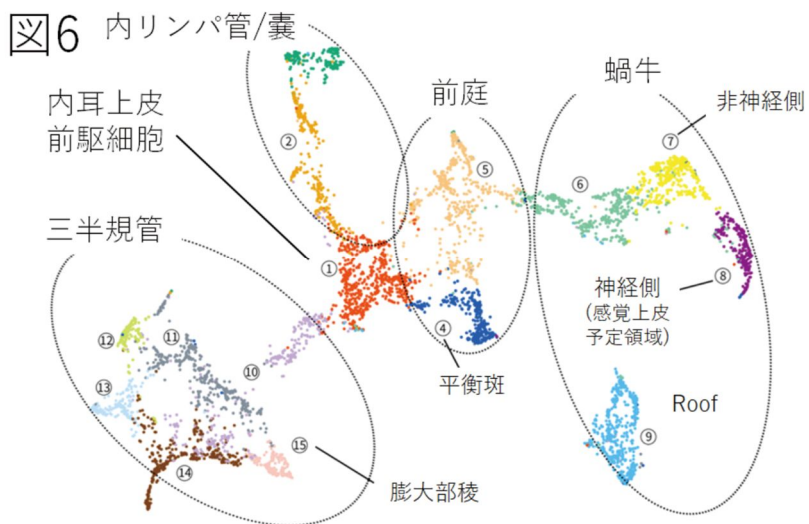 図6
内リンパ管/嚢
内耳上皮
前駆細胞
三半規管
前庭
蝸牛
非神経側
神経側
(感覚上皮
予定領域)
平衡斑
Roof
膨大部稜
①
②
④
⑤
⑥
⑦
⑧
⑨
⑩
⑪
⑫
⑬
⑭
⑮